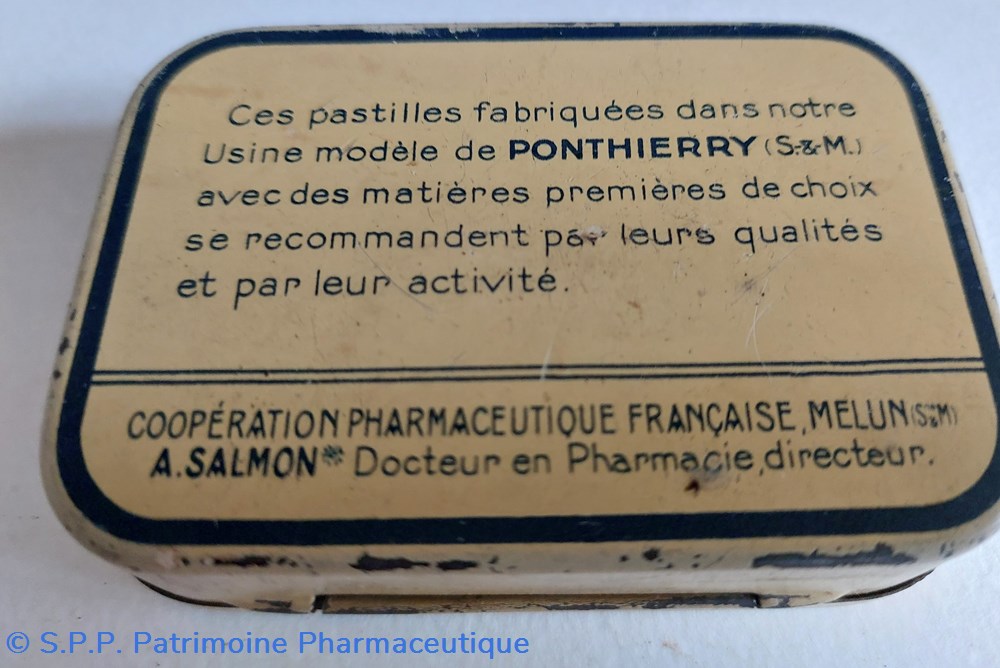 Ces pastilles fabriquées dans notre
Usine modèle de PONTHIERRY (S.&M.)
avec des matières premières de choix
se recommandent par leurs qualités
et par leur activité.
COOPÉRATION PHARMACEUTIQUE FRANÇAISE, MELUN (S&M)
A. SALMON Docteur en Pharmacie, directeur.
© S.P.P. Patrimoine Pharmaceutique